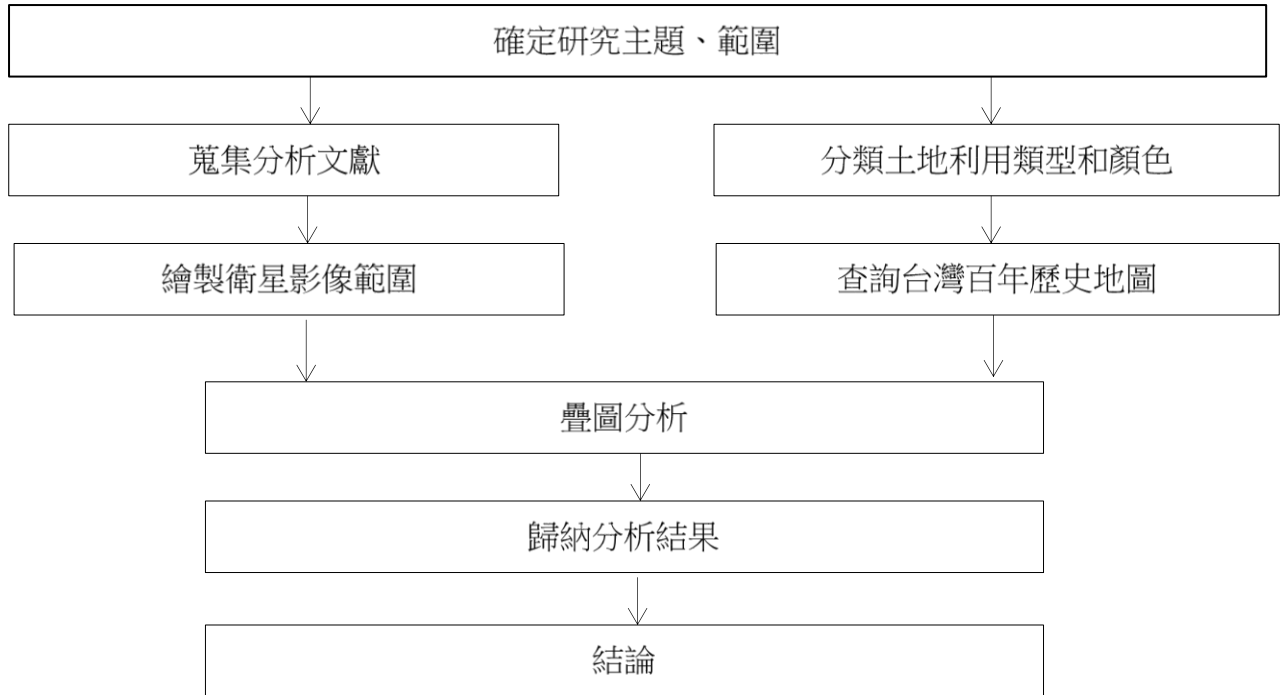 確定研究主題、範圍
蒐集分析文獻
分類土地利用類型和顏色
繪製衛星影像範圍
查詢台灣百年歷史地圖
疊圖分析
歸納分析結果
結論